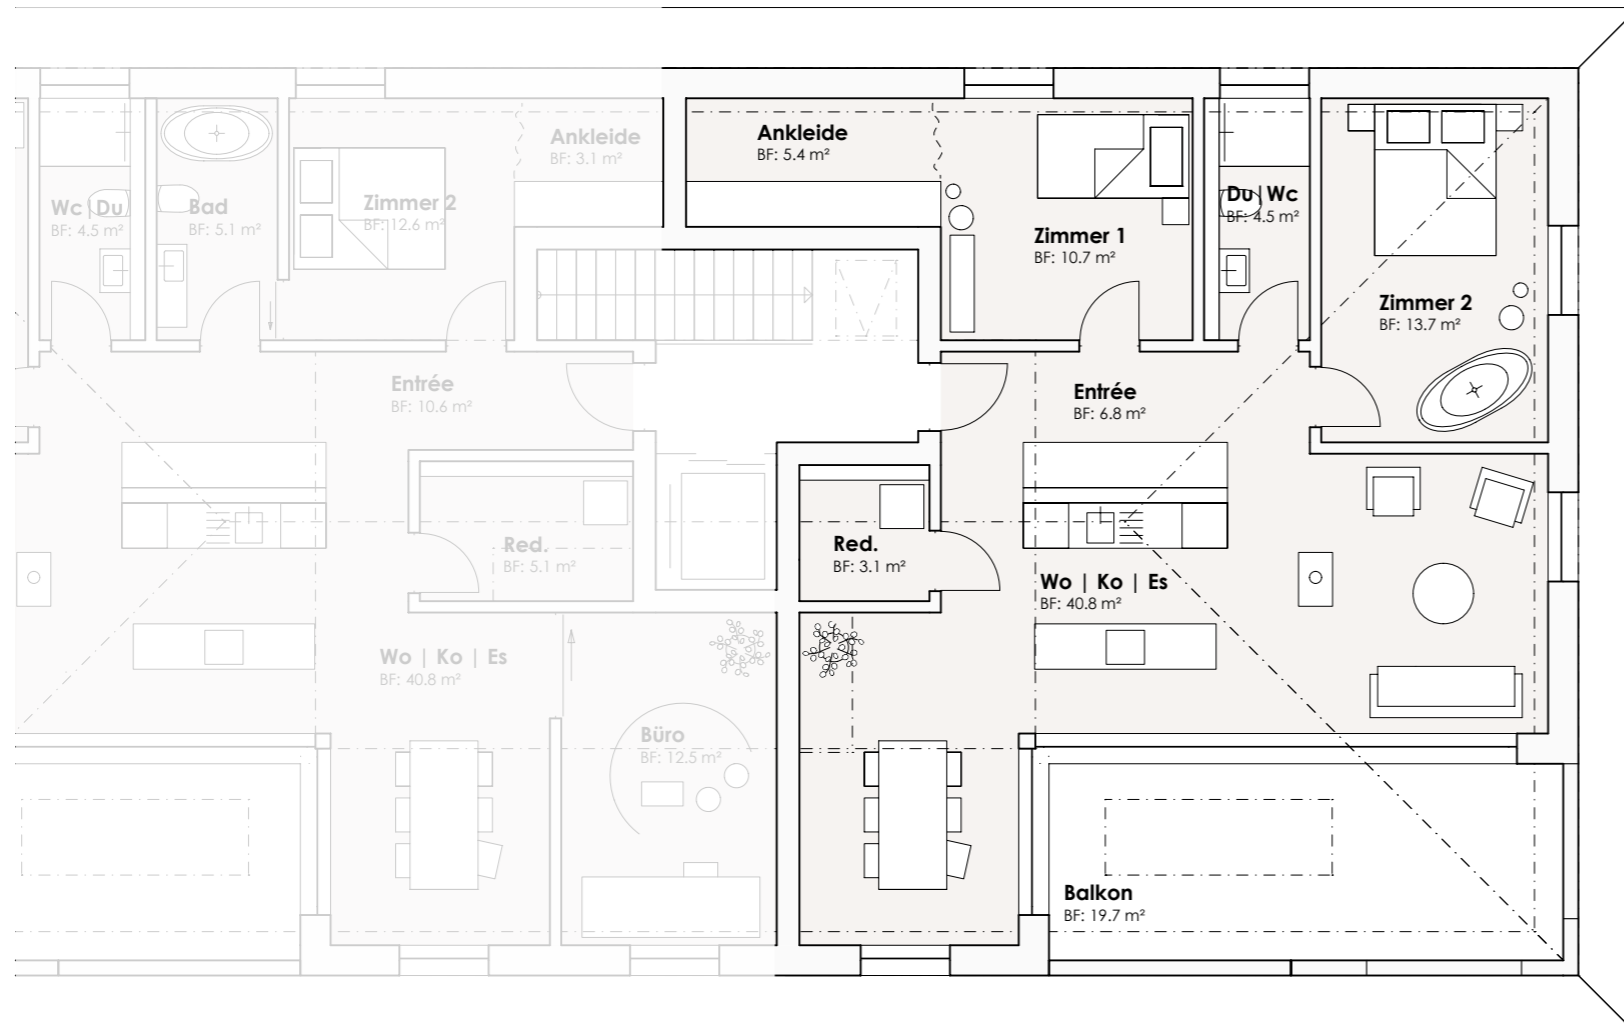 Ankleide
BF: 3.1 m²
Ankleide
BF: 5.4 m²
Wc|Du
BF: 4.5 m²
Bad
BF: 5.1 m²
Zimmer 2
BF: 12.6 m²
Du|Wc
BF: 4.5 m²
Zimmer 1
BF: 10.7 m²
Zimmer 2
BF: 13.7 m²
Entrée
BF: 10.6 m²
Entrée
BF: 6.8 m²
Red.
BF: 5.1 m²
Red.
BF: 3.1 m²
Wo | Ko | Es
BF: 40.8 m²
Wo | Ko | Es
BF: 40.8 m²
Büro
BF: 12.5 m²
Balkon
BF: 19.7 m²